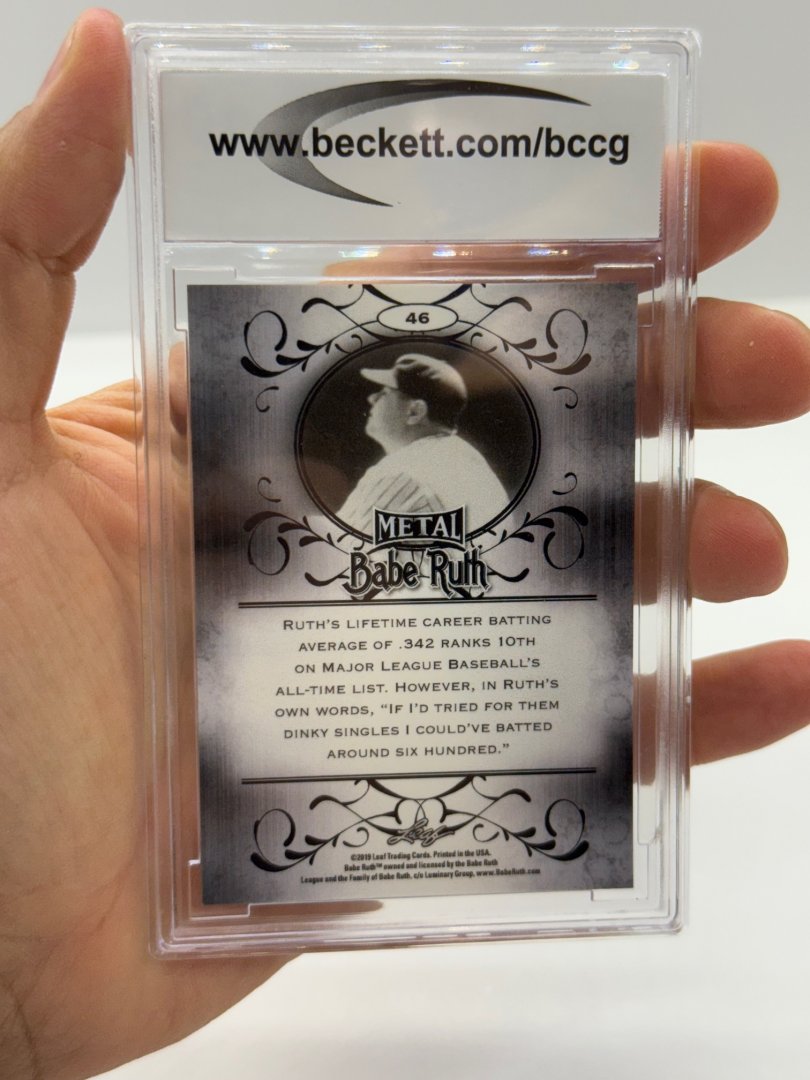 www.beckett.com/bccg
46
METAL
Babe Ruth
RUTH'S LIFETIME CAREER BATTING
AVERAGE OF .342 RANKS 10TH
ON MAJOR LEAGUE BASEBALL'S
ALL-TIME LIST. HOWEVER, IN RUTH'S
OWN WORDS, "IF I'D TRIED FOR THEM
DINKY SINGLES I COULD'VE BATTED
AROUND SIX HUNDRED."
Leaf
©2019 Leaf Trading Cards. Printed in the USA.
Babe Ruth™ owned and licensed by the Babe Ruth
League and the Family of Babe Ruth, c/o Luminary Group, www.BabeRuth.com